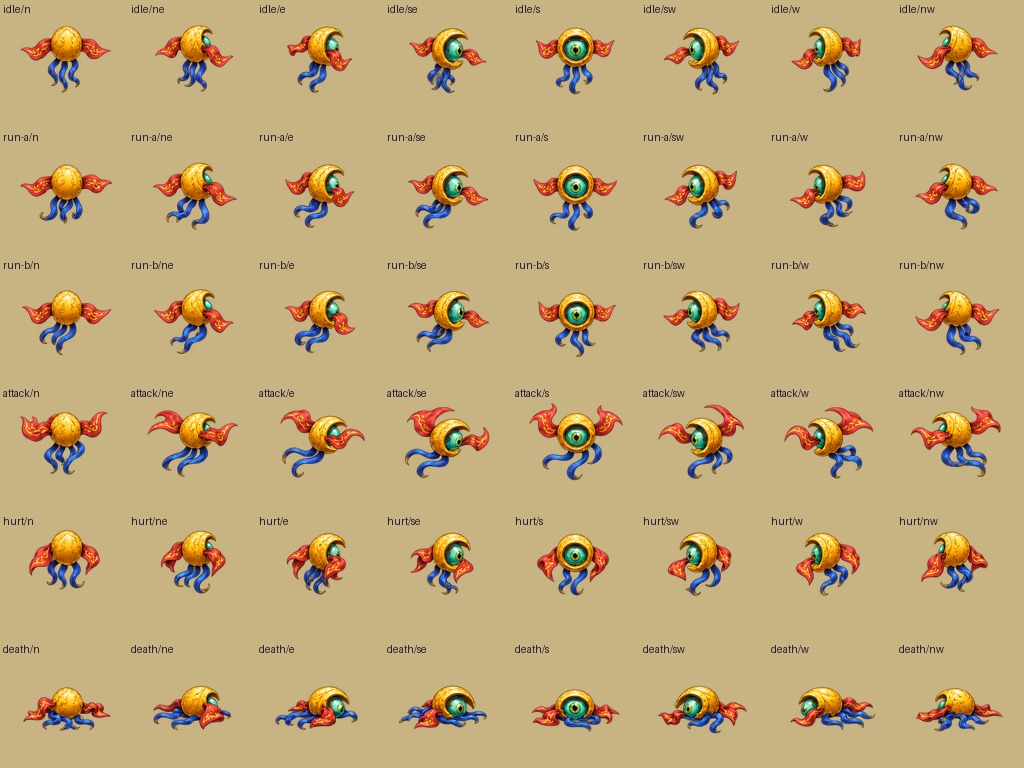 idle/n idle/ne idle/e idle/se idle/s idle/sw idle/w idle/nw
run-a/n run-a/ne run-a/e run-a/se run-a/s run-a/sw run-a/w run-a/nw
run-b/n run-b/ne run-b/e run-b/se run-b/s run-b/sw run-b/w run-b/nw
attack/n attack/ne attack/e attack/se attack/s attack/sw attack/w attack/nw
hurt/n hurt/ne hurt/e hurt/se hurt/s hurt/sw hurt/w hurt/nw
death/n death/ne death/e death/se death/s death/sw death/w death/nw